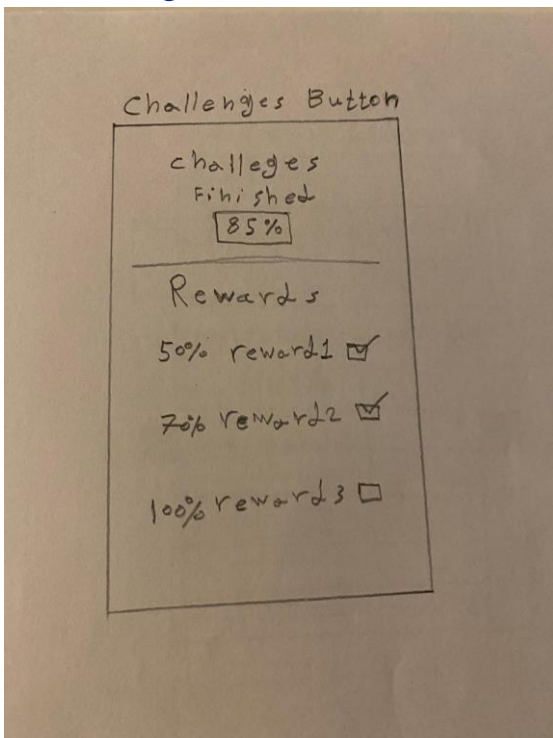 Challenges Button
challeges
Finished
85%
Rewards
50% reward1
70% reward2
100% reward3